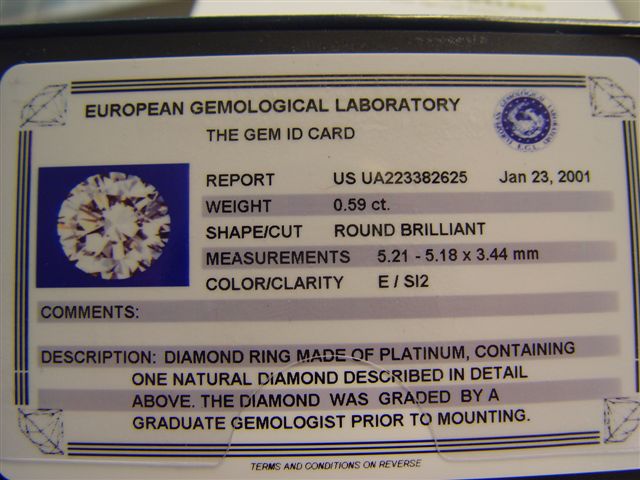 EUROPEAN GEMOLOGICAL LABORATORY
THE GEM ID CARD
REPORT US UA223382625 Jan 23, 2001
WEIGHT 0.59 ct.
SHAPE/CUT ROUND BRILLIANT
MEASUREMENTS 5.21 - 5.18 x 3.44 mm
COLOR/CLARITY E / SI2
COMMENTS:
DESCRIPTION: DIAMOND RING MADE OF PLATINUM, CONTAINING
ONE NATURAL DIAMOND DESCRIBED IN DETAIL
ABOVE. THE DIAMOND WAS GRADED BY A
GRADUATE GEMOLOGIST PRIOR TO MOUNTING.
TERMS AND CONDITIONS ON REVERSE